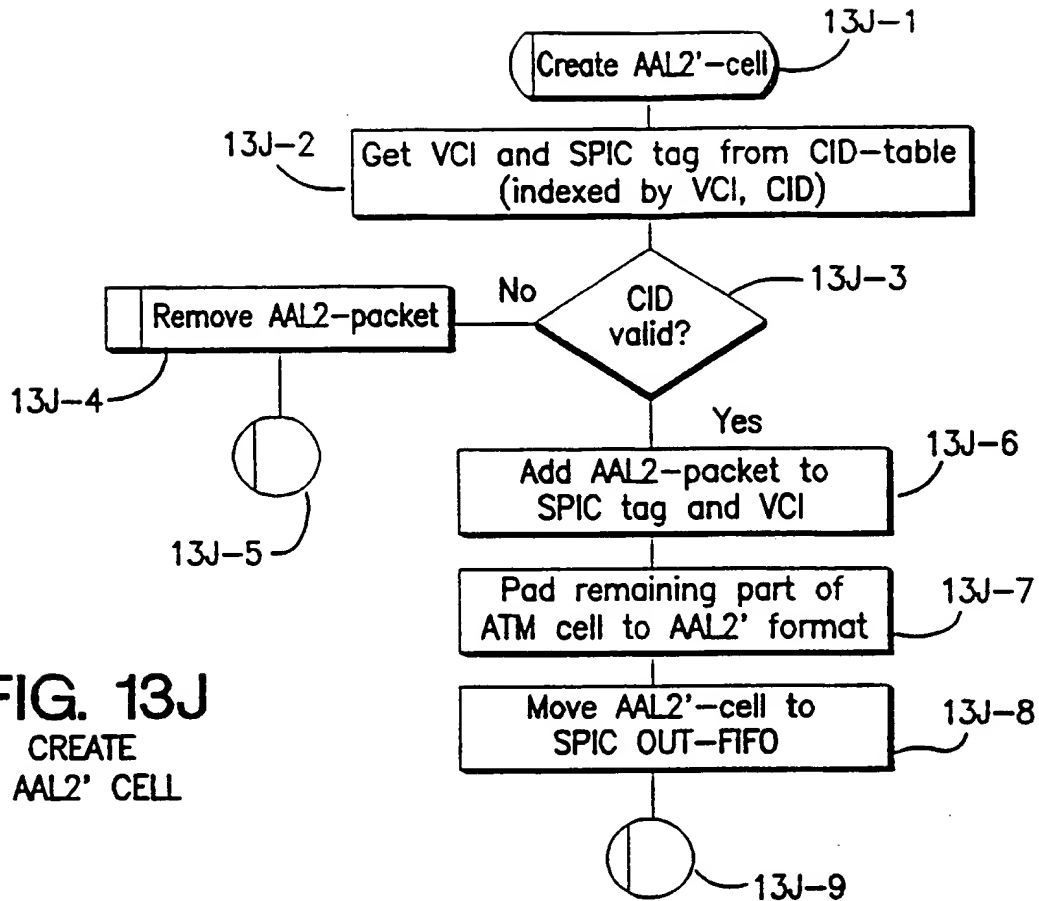 13J-1
Create AAL2'-cell
13J-2
Get VCI and SPIC tag from CID-table
(indexed by VCI, CID)
13J-3
CID
valid?
No
Remove AAL2-packet
13J-4
13J-5
Yes
13J-6
Add AAL2-packet to
SPIC tag and VCI
13J-7
Pad remaining part of
ATM cell to AAL2' format
13J-8
Move AAL2'-cell to
SPIC OUT-FIFO
13J-9
FIG. 13J
CREATE
AAL2' CELL